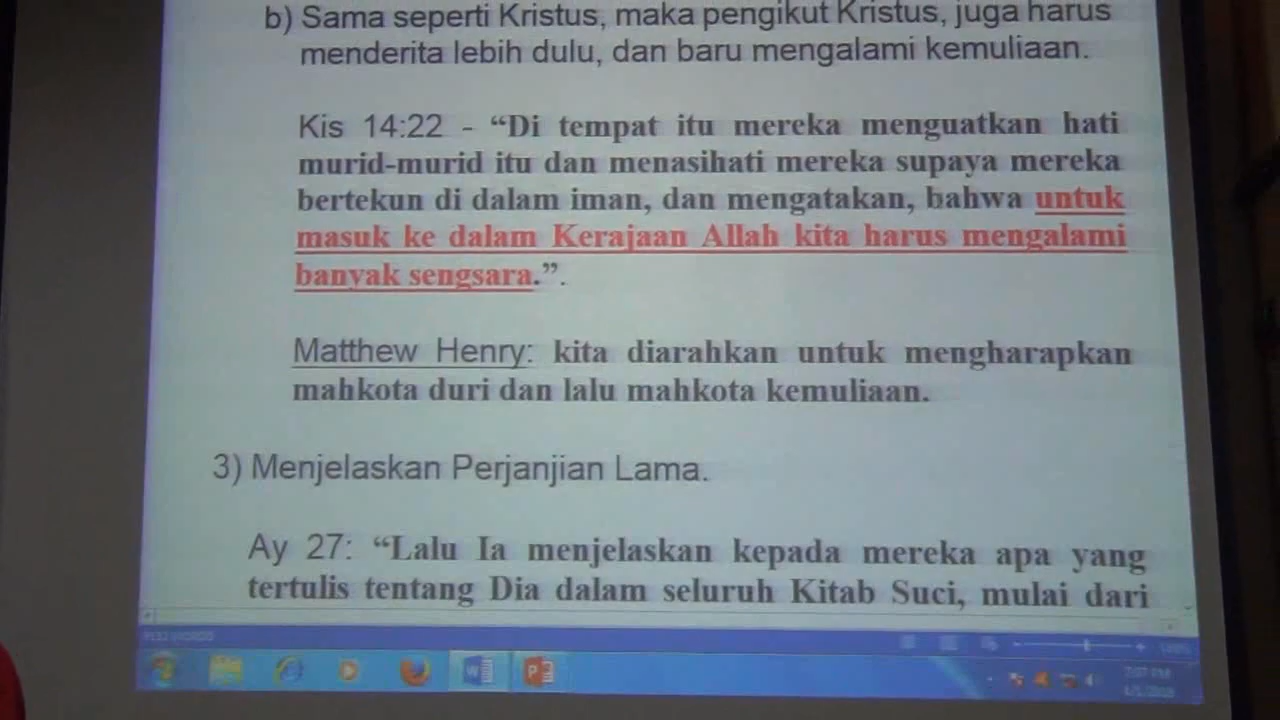 b) Sama seperti Kristus, maka pengikut Kristus, juga harus
menderita lebih dulu, dan baru mengalami kemuliaan.
Kis 14:22 - “Di tempat itu mereka menguatkan hati
murid-murid itu dan menasihati mereka supaya mereka
bertekun di dalam iman, dan mengatakan, bahwa untuk
masuk ke dalam Kerajaan Allah kita harus mengalami
banyak sengsara.”.
Matthew Henry: kita diarahkan untuk mengharapkan
mahkota duri dan lalu mahkota kemuliaan.
3) Menjelaskan Perjanjian Lama.
Ay 27: “Lalu Ia menjelaskan kepada mereka apa yang
tertulis tentang Dia dalam seluruh Kitab Suci, mulai dari